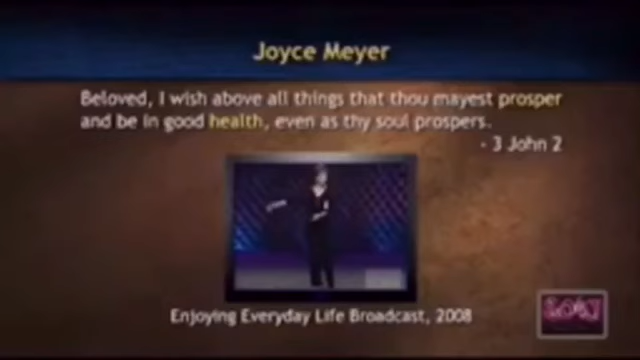 Joyce Meyer
Beloved, I wish above all things that thou mayest prosper
and be in good health, even as thy soul prospers.
- 3 John 2
Enjoying Everyday Life Broadcast, 2008